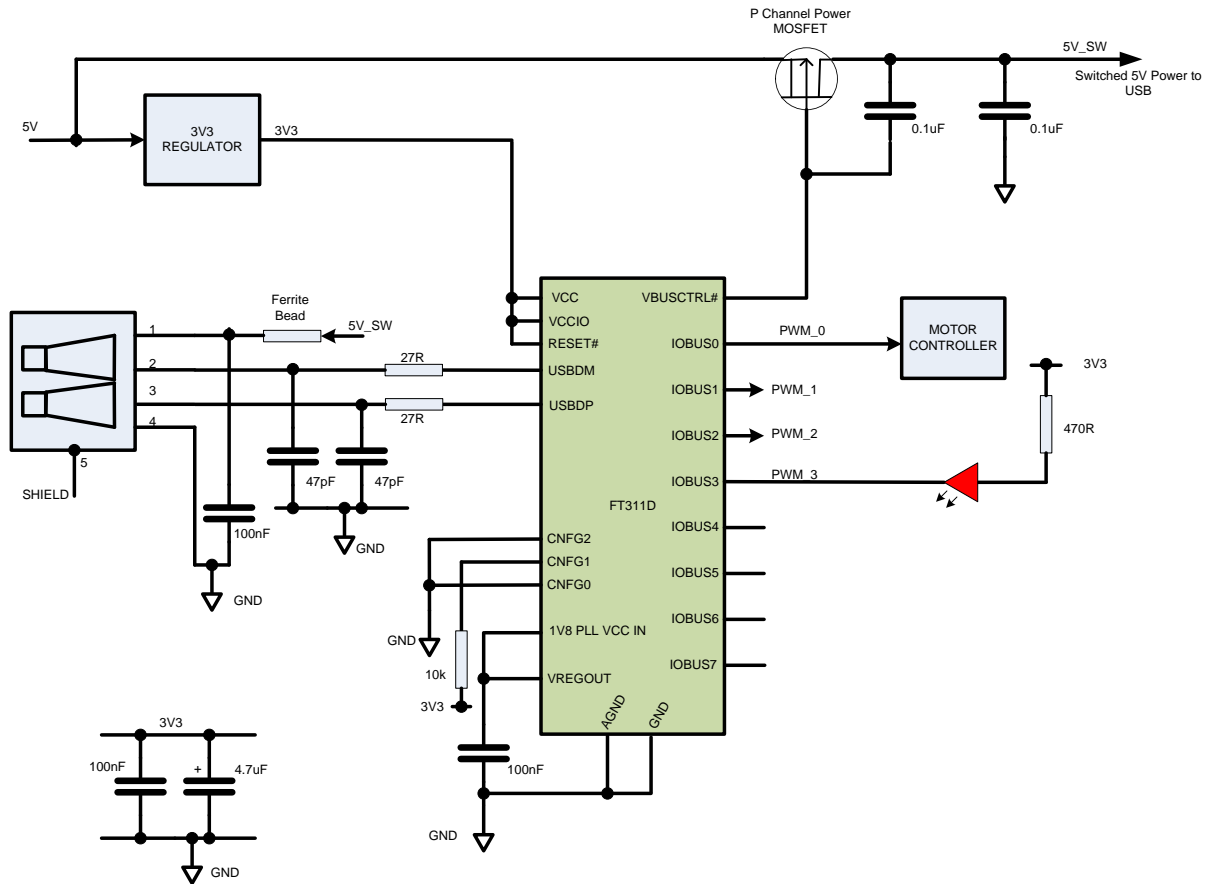 P Channel Power
MOSFET
5V_SW
Switched 5V Power to
USB
5V
3V3
REGULATOR
3V3
0.1uF
0.1uF
Ferrite
Bead
5V_SW
1
2
3
4
5
SHIELD
27R
27R
47pF
47pF
100nF
GND
GND
VCC
VCCIO
RESET#
USBDM
USBDP
FT311D
CNFG2
CNFG1
CNFG0
1V8 PLL VCC IN
VREGOUT
AGND
GND
VBUSCTRL#
IOBUS0
IOBUS1
IOBUS2
IOBUS3
IOBUS4
IOBUS5
IOBUS6
IOBUS7
PWM_0
PWM_1
PWM_2
PWM_3
MOTOR
CONTROLLER
3V3
470R
GND
10k
3V3
100nF
GND
3V3
100nF
+
4.7uF
GND